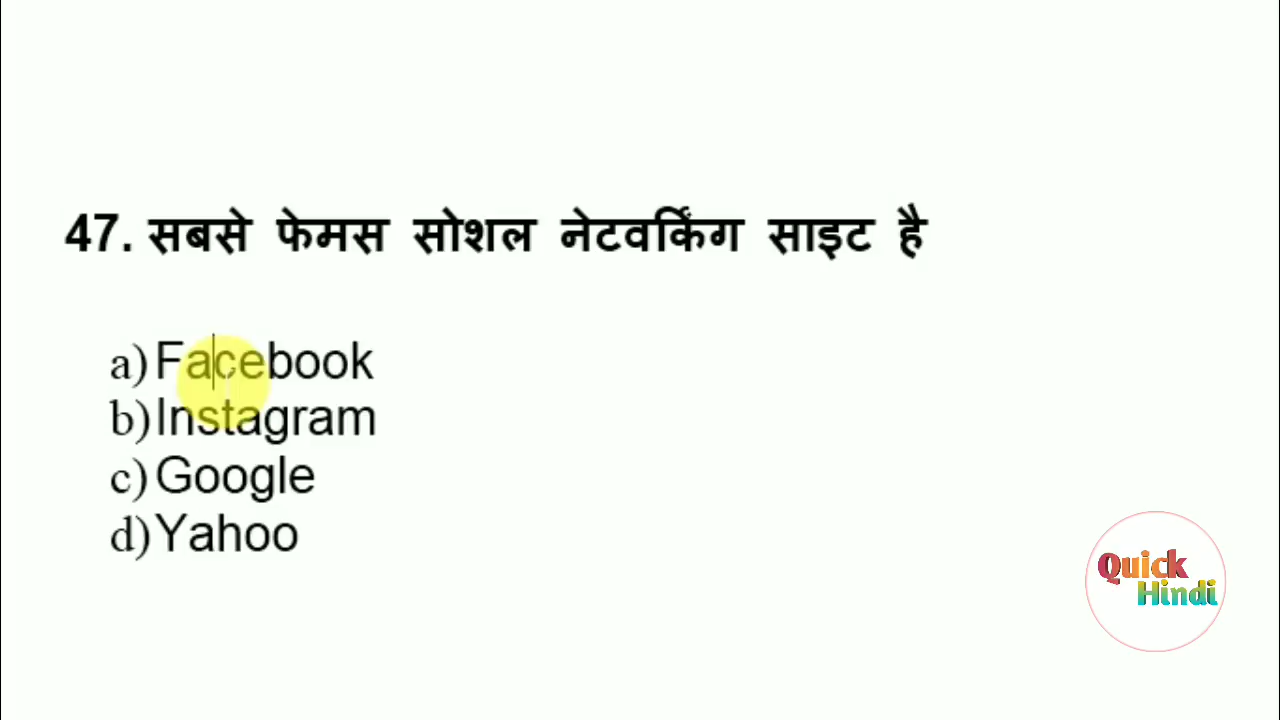 47. सबसे फेमस सोशल नेटवर्किंग साइट है
a) Facebook
b) Instagram
c) Google
d) Yahoo
Quick
Hindi